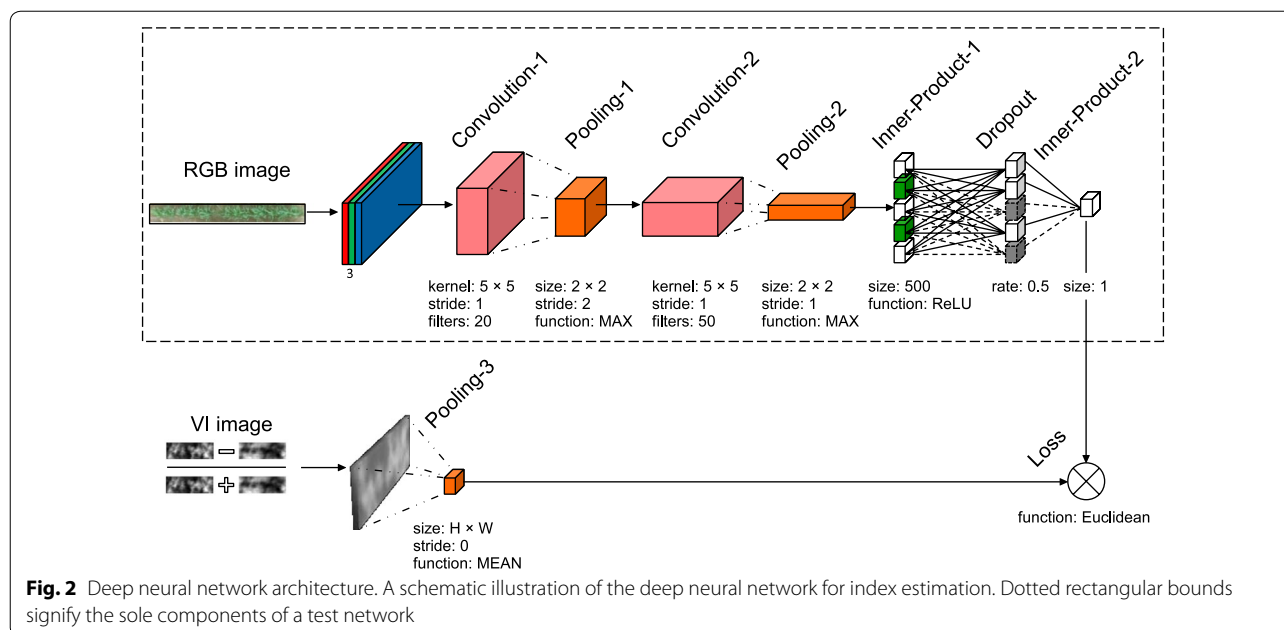 Convolution-1
Pooling-1
Convolution-2
Pooling-2
Inner-Product-1
Dropout
Inner-Product-2
RGB image
3
kernel: 5 × 5
stride: 1
filters: 20
size: 2 × 2
stride: 2
function: MAX
kernel: 5 × 5
stride: 1
filters: 50
size: 2 × 2
stride: 1
function: MAX
size: 500
function: ReLU
rate: 0.5
size: 1
Pooling-3
VI image
size: H × W
stride: 0
function: MEAN
Loss
function: Euclidean
Fig. 2 Deep neural network architecture. A schematic illustration of the deep neural network for index estimation. Dotted rectangular bounds
signify the sole components of a test network